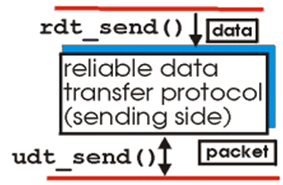 rdt_send()
data
reliable data
transfer protocol
(sending side)
udt_send()
packet